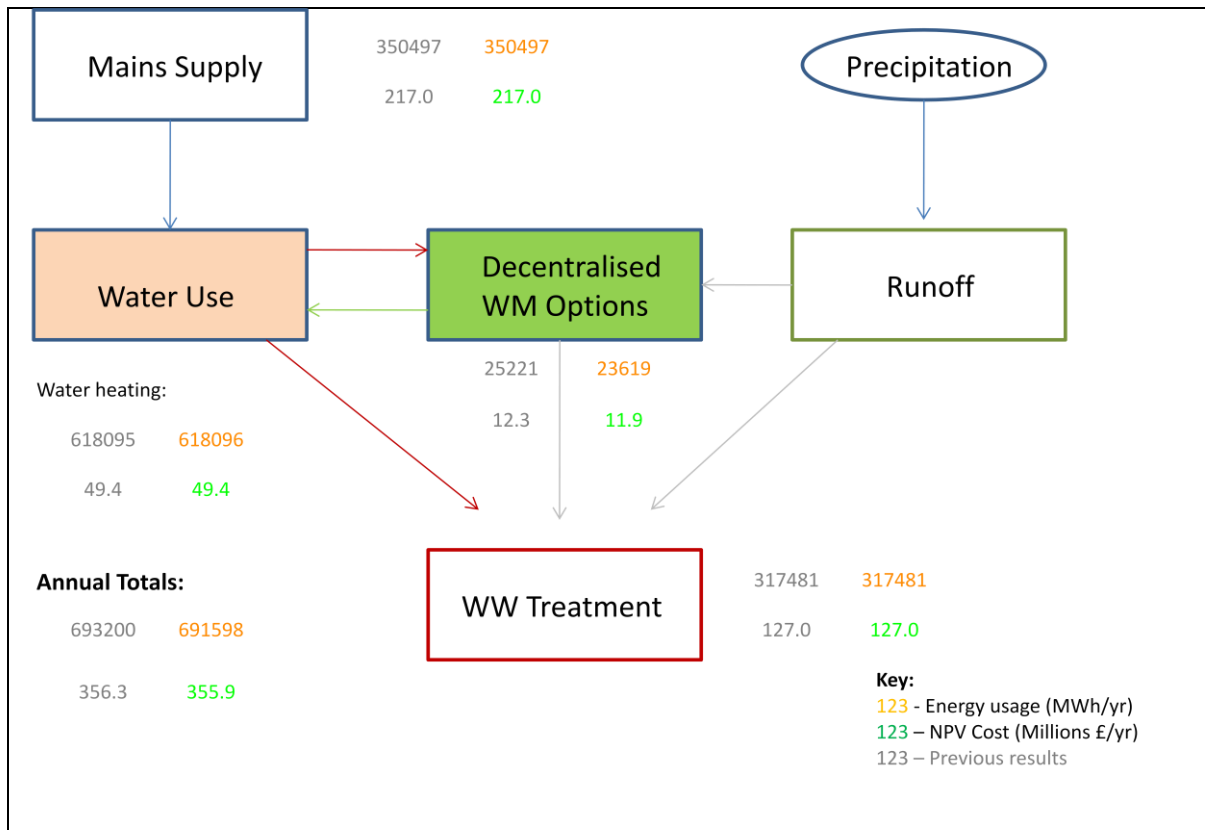 Mains Supply
350497 350497
217.0 217.0
Precipitation
Water Use
Decentralised
WM Options
Runoff
25221 23619
12.3 11.9
Water heating:
618095 618096
49.4 49.4
Annual Totals:
693200 691598
356.3 355.9
WW Treatment
317481 317481
127.0 127.0
Key:
123 - Energy usage (MWh/yr)
123 – NPV Cost (Millions £/yr)
123 – Previous results